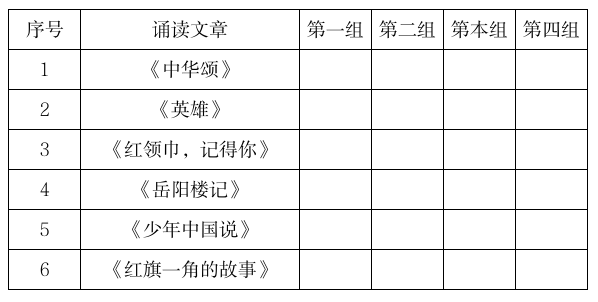 序号 诵读文章 第一组 第二组 第本组 第四组
1 《中华颂》
2 《英雄》
3 《红领巾，记得你》
4 《岳阳楼记》
5 《少年中国说》
6 《红旗一角的故事》